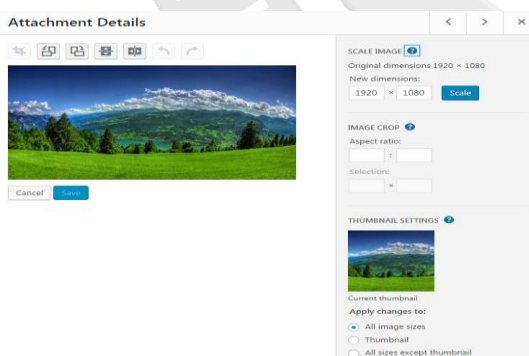 Attachment Details
SCALE IMAGE
Original dimensions 1920 × 1080
New dimensions:
1920 × 1080 Scale
IMAGE CROP
Aspect ratio:
:
Selection:
×
Cancel Save
THUMBNAIL SETTINGS
Current thumbnail
Apply changes to:
All image sizes
Thumbnail
All sizes except thumbnail